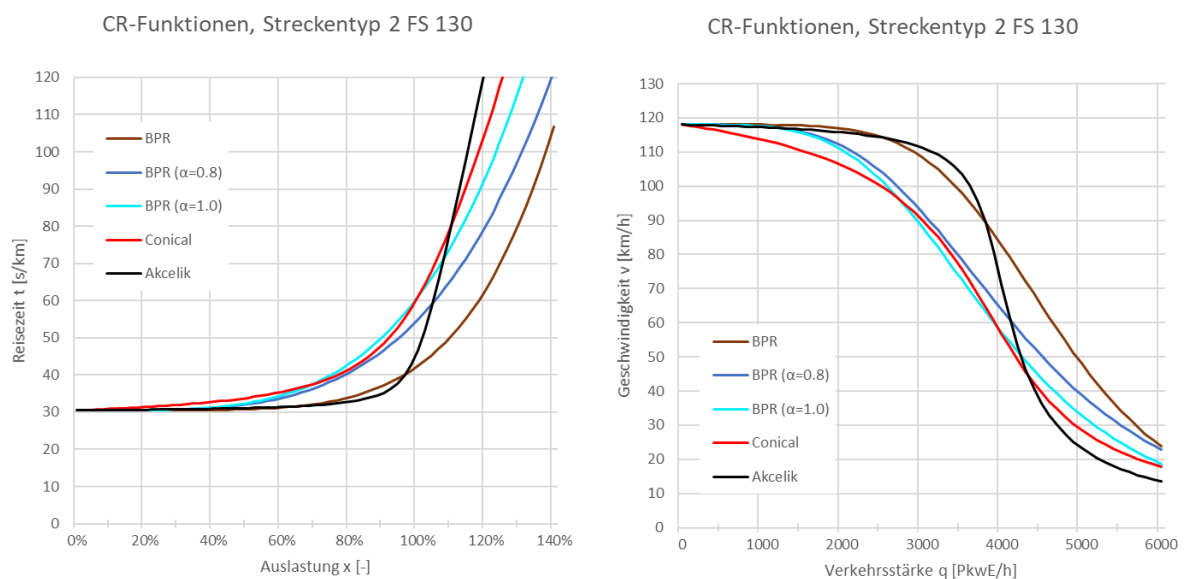 CR-Funktionen, Streckentyp 2 FS 130
120
110
100
90
80
70
60
50
40
30
20
10
0
Reisezeit t [s/km]
BPR
BPR (α=0.8)
BPR (α=1.0)
Conical
Akcelik
0% 20% 40% 60% 80% 100% 120% 140%
Auslastung x [-]
CR-Funktionen, Streckentyp 2 FS 130
130
120
110
100
90
80
70
60
50
40
30
20
10
0
Geschwindigkeit v [km/h]
BPR
BPR (α=0.8)
BPR (α=1.0)
Conical
Akcelik
0 1000 2000 3000 4000 5000 6000
Verkehrsstärke q [PkwE/h]